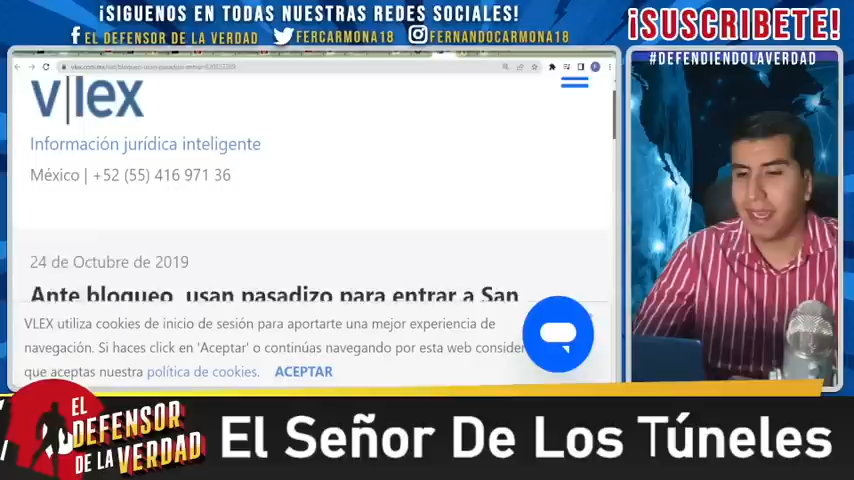 ¡SIGUENOS EN TODAS NUESTRAS REDES SOCIALES!
EL DEFENSOR DE LA VERDAD FERCARMONA18 FERNANDOCARMONA18
¡SUSCRIBETE!
#DEFENDIENDOLAVERDAD
v|lex
Información jurídica inteligente
México | +52 (55) 416 971 36
24 de Octubre de 2019
Ante bloqueo, usan pasadizo para entrar a San
VLEX utiliza cookies de inicio de sesión para aportarte una mejor experiencia de
navegación. Si haces click en 'Aceptar' o continúas navegando por esta web consider
que aceptas nuestra política de cookies. ACEPTAR
EL
DEFENSOR
DE LA VERDAD
El Señor De Los Túneles